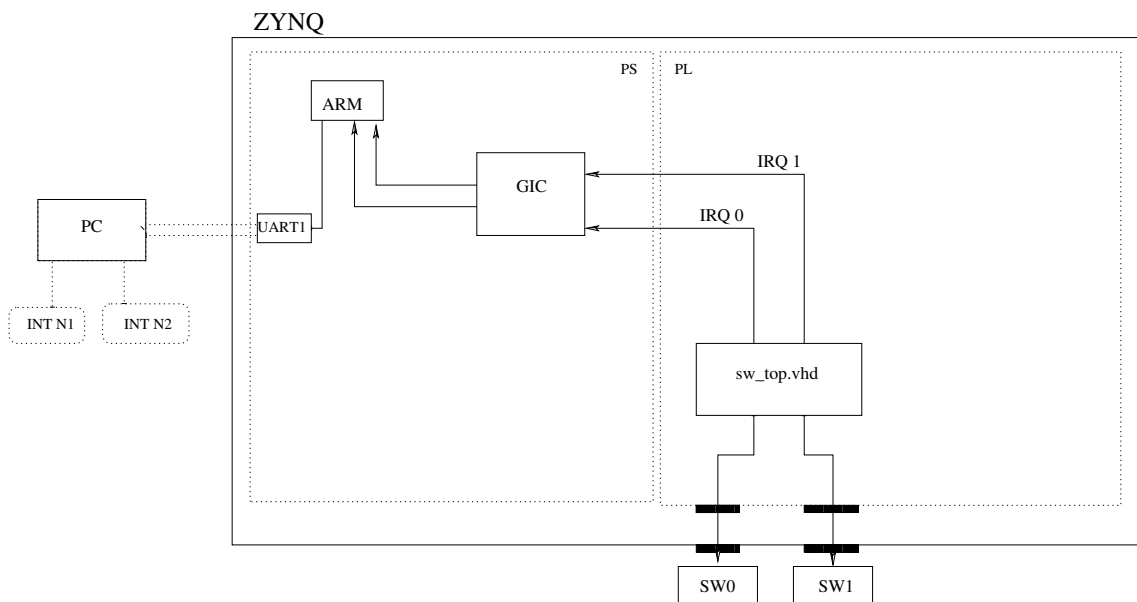 ZYNQ
PS
PL
ARM
IRQ 1
GIC
IRQ 0
PC
UART1
INT N1
INT N2
sw_top.vhd
SW0
SW1